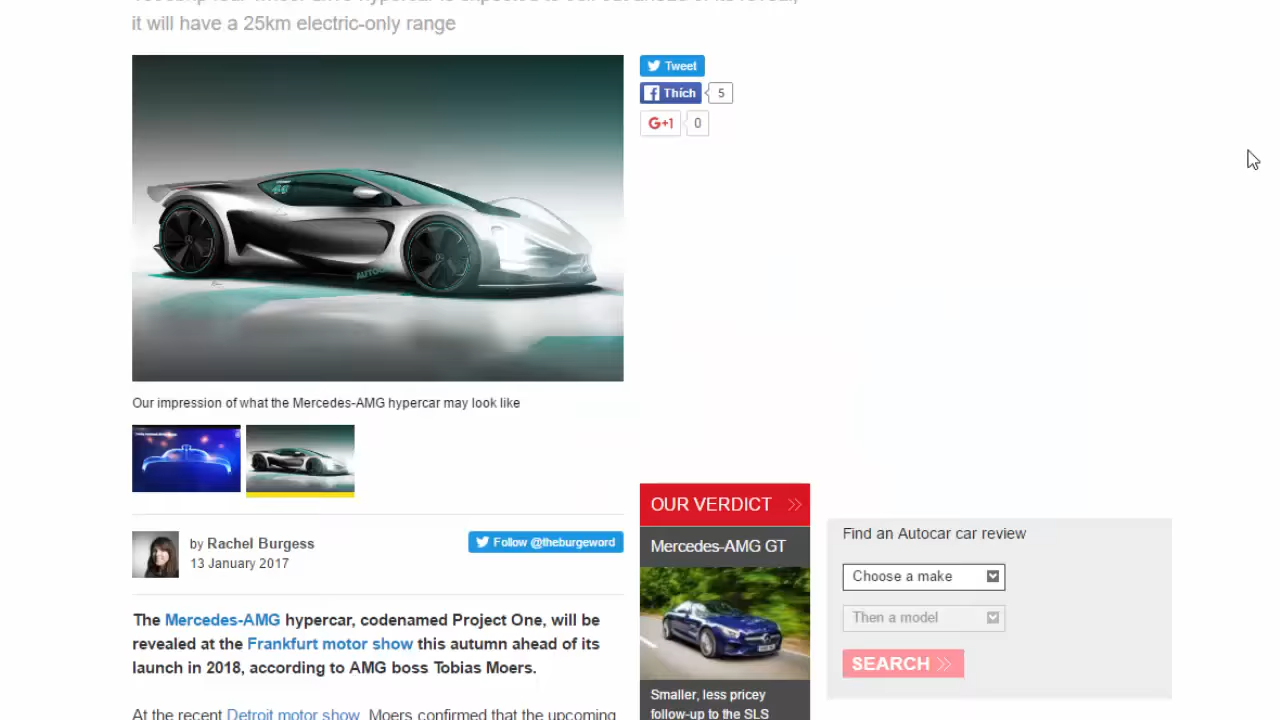 it will have a 25km electric-only range
Tweet
Thích
5
G+1
0
Our impression of what the Mercedes-AMG hypercar may look like
by Rachel Burgess
13 January 2017
Follow @theburgeword
The Mercedes-AMG hypercar, codenamed Project One, will be
revealed at the Frankfurt motor show this autumn ahead of its
launch in 2018, according to AMG boss Tobias Moers.
At the recent Detroit motor show, Moers confirmed that the upcoming
OUR VERDICT
Mercedes-AMG GT
Smaller, less pricey
follow-up to the SLS
Find an Autocar car review
Choose a make
Then a model
SEARCH